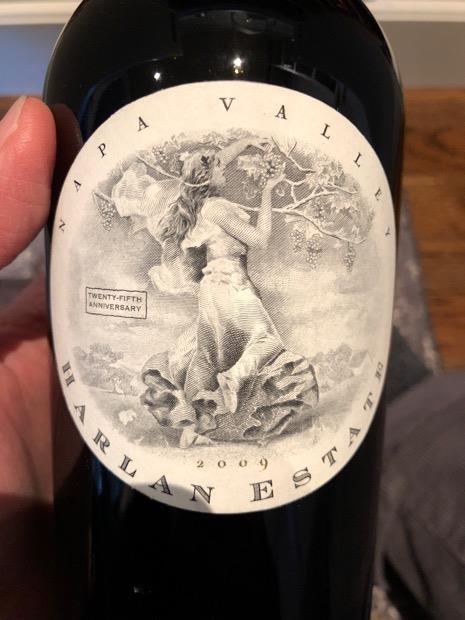 NAPA VALLEY
TWENTY-FIFTH
ANNIVERSARY
2009
HARLAN ESTATE